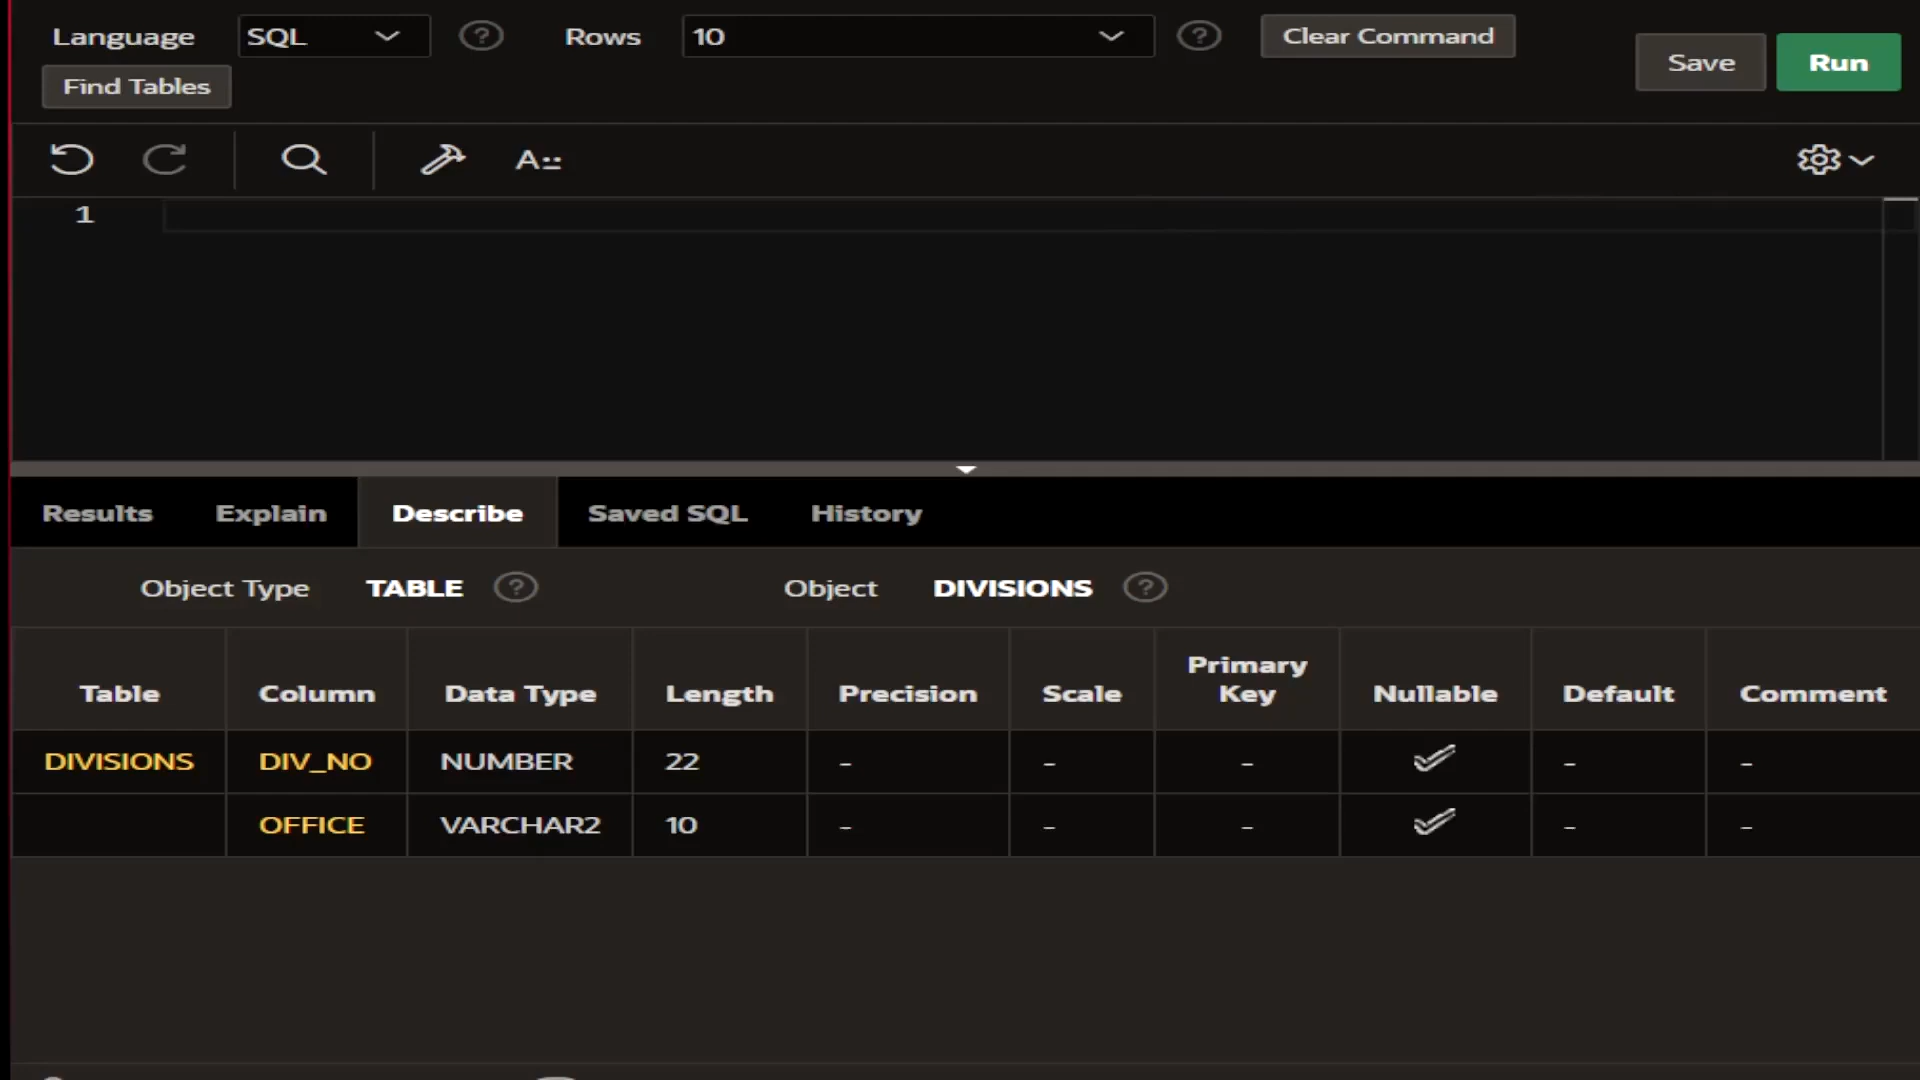 Language SQL Rows 10 Clear Command
Save Run
Find Tables
A
1
Results Explain Describe Saved SQL History
Object Type TABLE Object DIVISIONS
Table Column Data Type Length Precision Scale Primary Key Nullable Default Comment
DIVISIONS DIV_NO NUMBER 22 - - - - -
OFFICE VARCHAR2 10 - - - - -